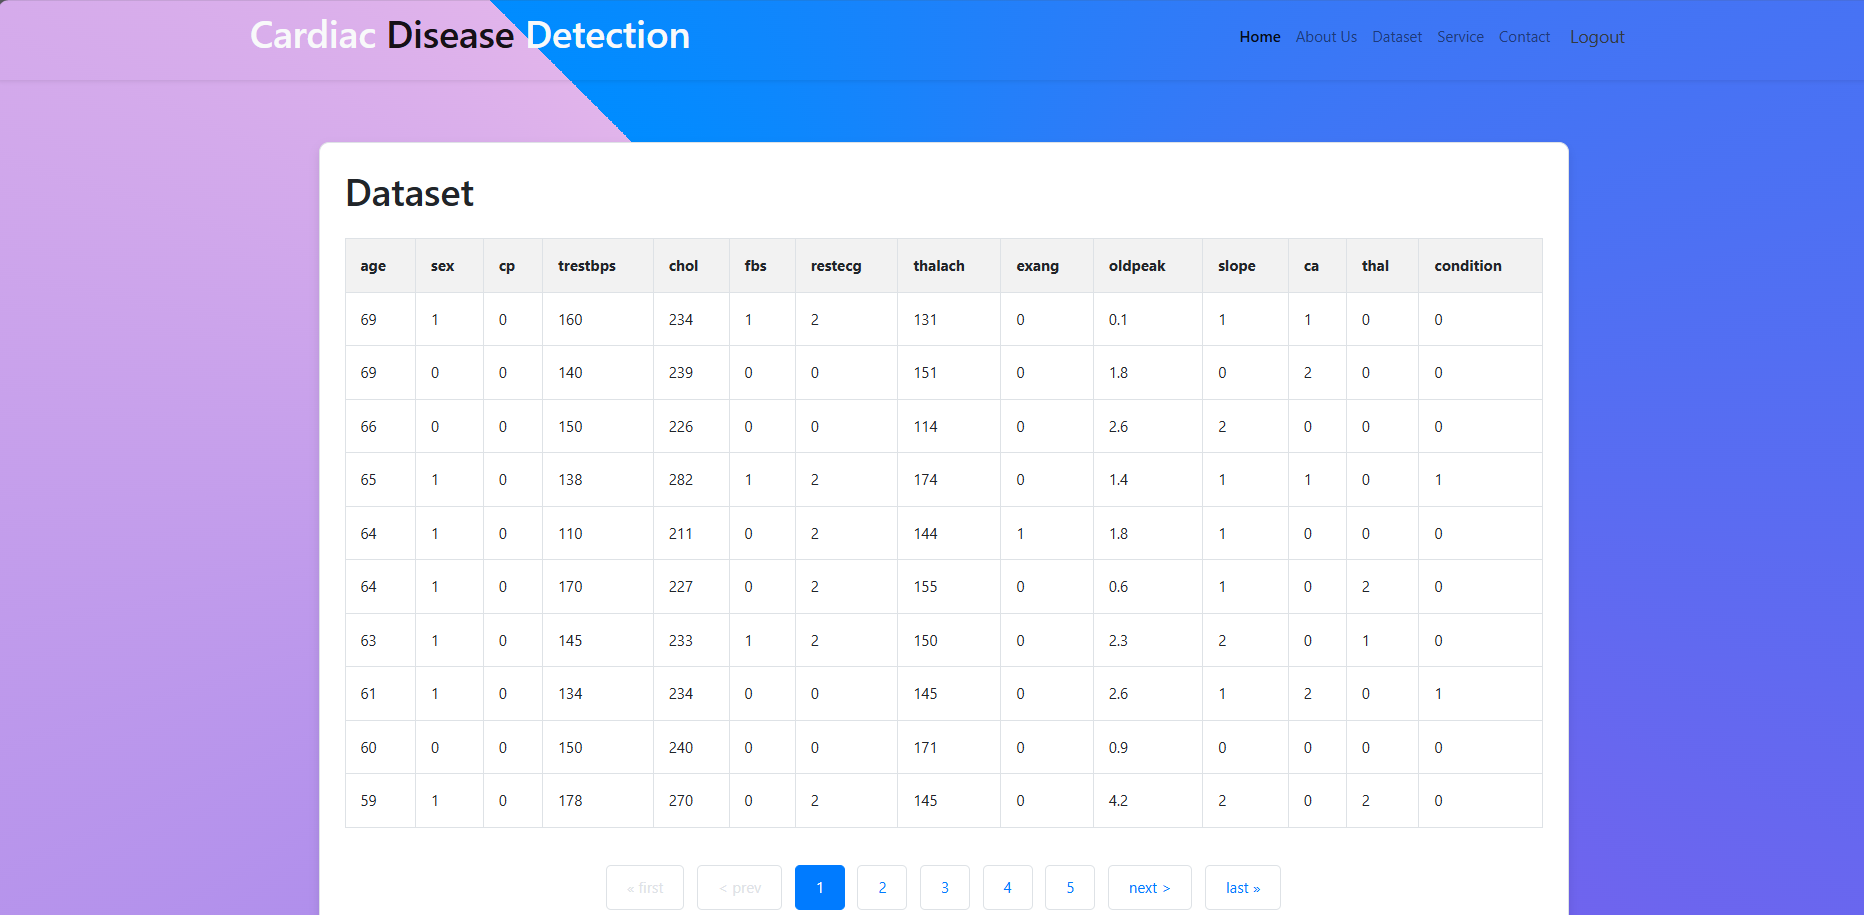 Cardiac Disease Detection
Home About Us Dataset Service Contact Logout
Dataset
age sex cp trestbps chol fbs restecg thalach exang oldpeak slope ca thal condition
69 1 0 160 234 1 2 131 0 0.1 1 1 0 0
69 0 0 140 239 0 0 151 0 1.8 0 2 0 0
66 0 0 150 226 0 0 114 0 2.6 2 0 0 0
65 1 0 138 282 1 2 174 0 1.4 1 1 0 1
64 1 0 110 211 0 2 144 1 1.8 1 0 0 0
64 1 0 170 227 0 2 155 0 0.6 1 0 2 0
63 1 0 145 233 1 2 150 0 2.3 2 0 1 0
61 1 0 134 234 0 0 145 0 2.6 1 2 0 1
60 0 0 150 240 0 0 171 0 0.9 0 0 0 0
59 1 0 178 270 0 2 145 0 4.2 2 0 2 0
« first < prev 1 2 3 4 5 next > last »